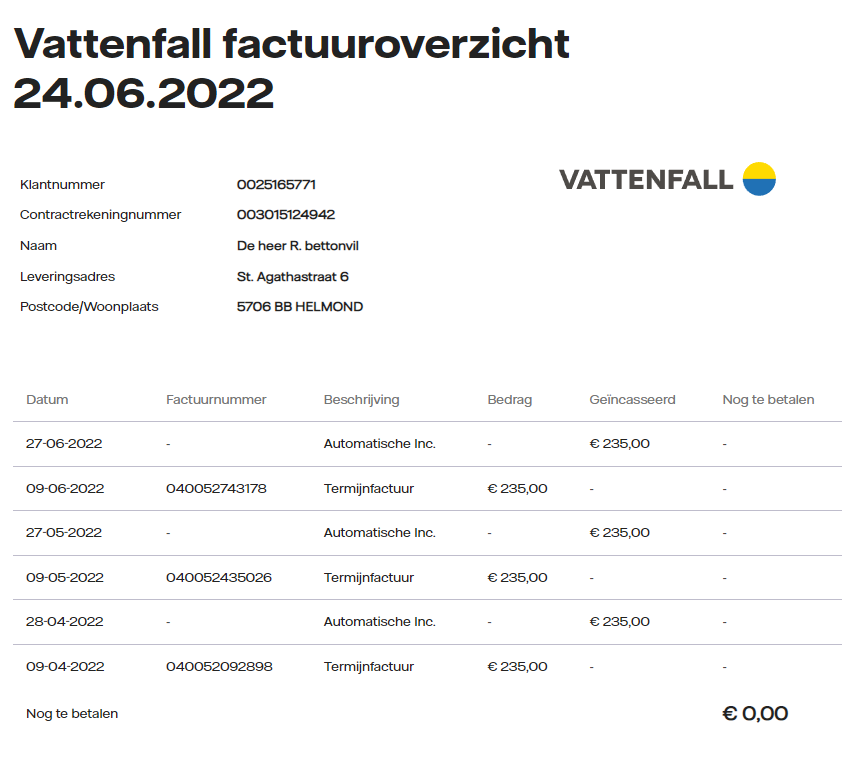 Vattenfall factuuroverzicht
24.06.2022
VATTENFALL
Klantnummer 0025165771
Contractrekeningnummer 003015124942
Naam De heer R. bettonvil
Leveringsadres St. Agathastraat 6
Postcode/Woonplaats 5706 BB HELMOND
Datum Factuurnummer Beschrijving Bedrag Geïncasseerd Nog te betalen
27-06-2022 - Automatische Inc. - € 235,00 -
09-06-2022 040052743178 Termijnfactuur € 235,00 - -
27-05-2022 - Automatische Inc. - € 235,00 -
09-05-2022 040052435026 Termijnfactuur € 235,00 - -
28-04-2022 - Automatische Inc. - € 235,00 -
09-04-2022 040052092898 Termijnfactuur € 235,00 - -
Nog te betalen € 0,00